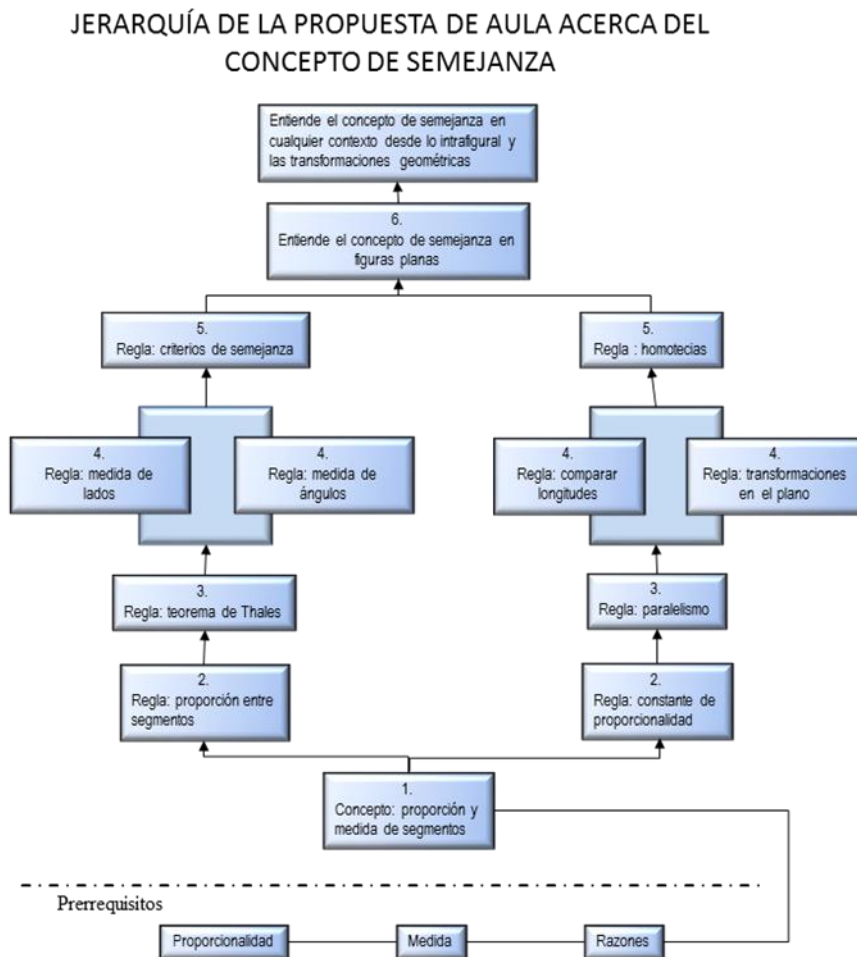 JERARQUÍA DE LA PROPUESTA DE AULA ACERCA DEL
CONCEPTO DE SEMEJANZA
Entiende el concepto de semejanza en
cualquier contexto desde lo intrafigural y
las transformaciones geométricas
6.
Entiende el concepto de semejanza en
figuras planas
5.
Regla: criterios de semejanza
5.
Regla : homotecias
4.
Regla: medida de
lados
4.
Regla: medida de
ángulos
4.
Regla: comparar
longitudes
4.
Regla: transformaciones
en el plano
3.
Regla: teorema de Thales
3.
Regla: paralelismo
2.
Regla: proporción entre
segmentos
2.
Regla: constante de
proporcionalidad
1.
Concepto: proporción y
medida de segmentos
Prerrequisitos
Proporcionalidad
Medida
Razones